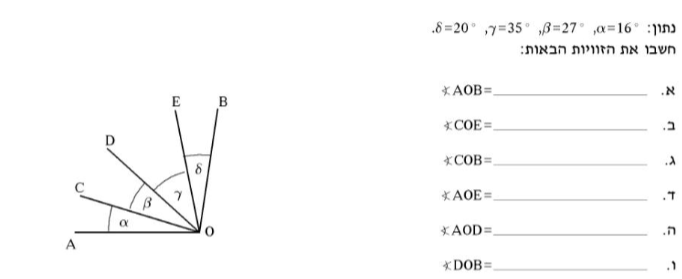 נתון: α=16°, β=27°, γ=35°, δ=20°.
חשבו את הזוויות הבאות:
א. ∢AOB=
ב. ∢COE=
ג. ∢COB=
ד. ∢AOE=
ה. ∢AOD=
ו. ∢DOB=
E B
D
δ
C
β γ
α
O
A